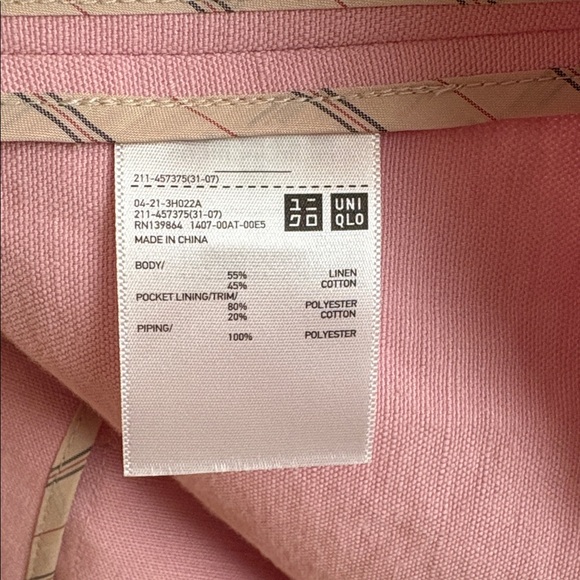 211-457375(31-07)
04-21-3H022A
211-457375(31-07)
RN139864 1407-00AT-00E5
MADE IN CHINA
ユニ
クロ
UNI
QLO
BODY/
55% LINEN
45% COTTON
POCKET LINING/TRIM/
80% POLYESTER
20% COTTON
PIPING/
100% POLYESTER